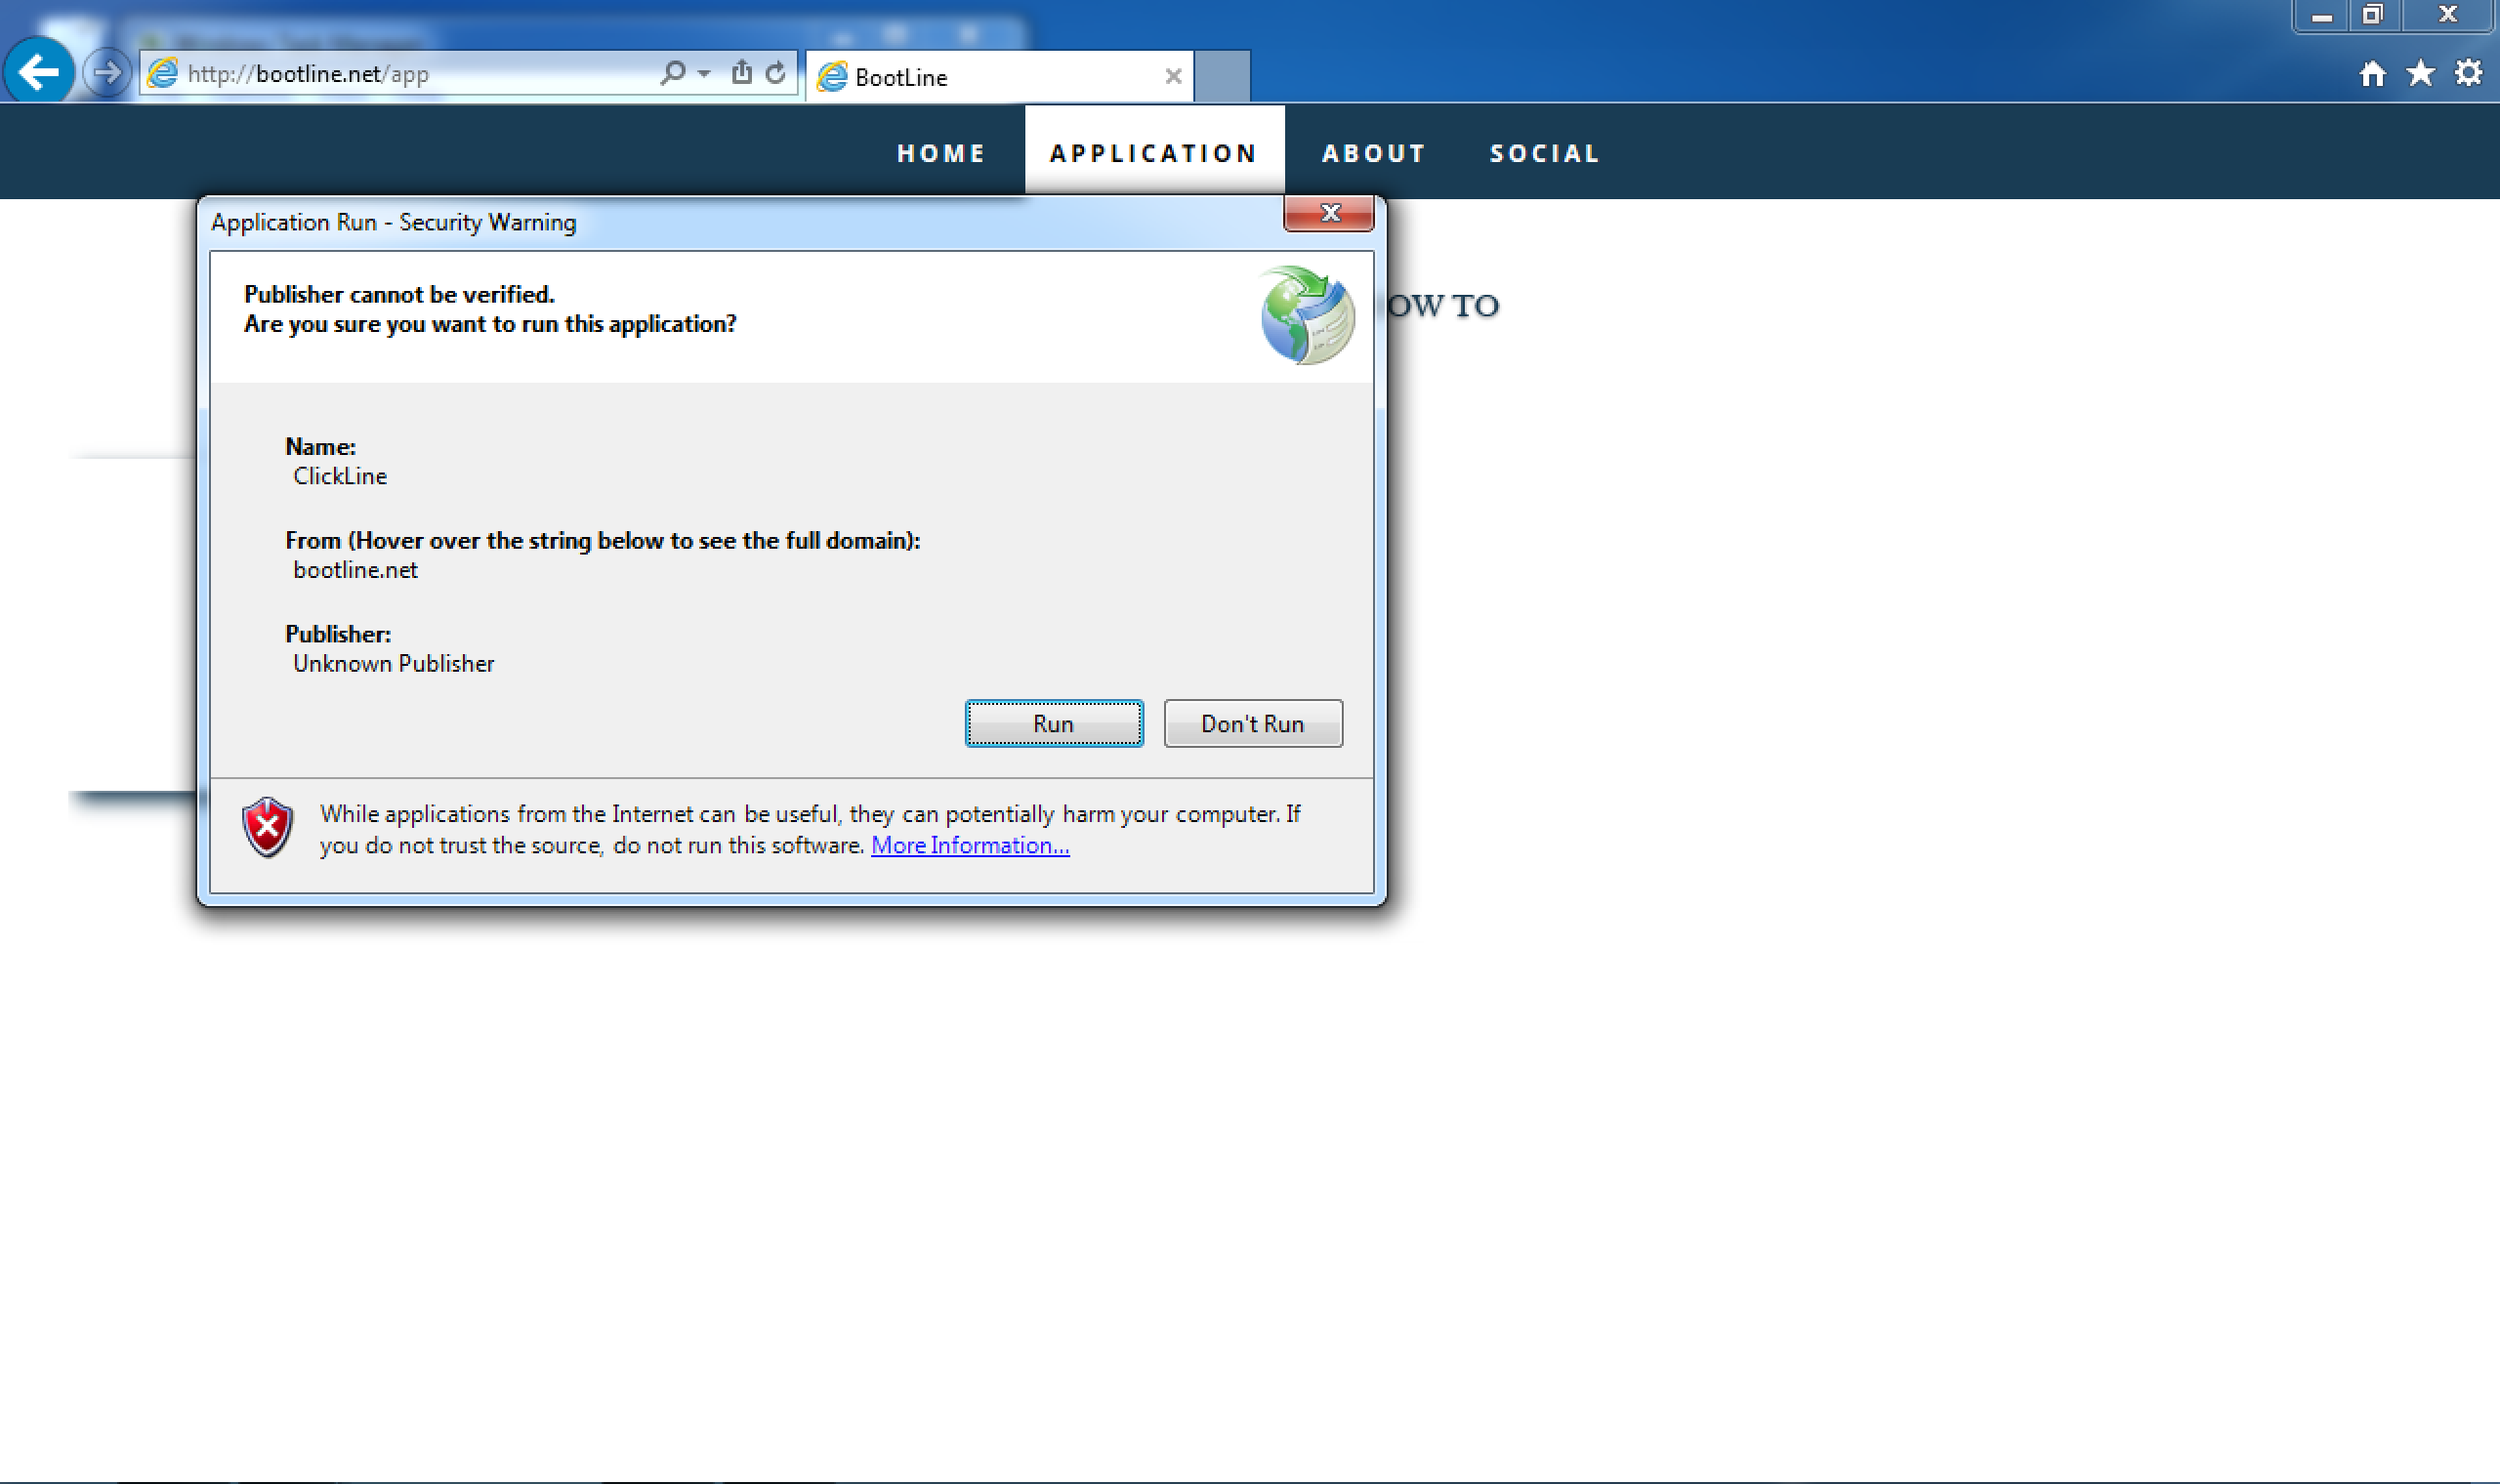 http://bootline.net/app
BootLine
HOME
APPLICATION
ABOUT
SOCIAL
Application Run - Security Warning
Publisher cannot be verified.
Are you sure you want to run this application?
OW TO
Name:
ClickLine
From (Hover over the string below to see the full domain):
bootline.net
Publisher:
Unknown Publisher
Run
Don't Run
While applications from the Internet can be useful, they can potentially harm your computer. If
you do not trust the source, do not run this software. More Information...